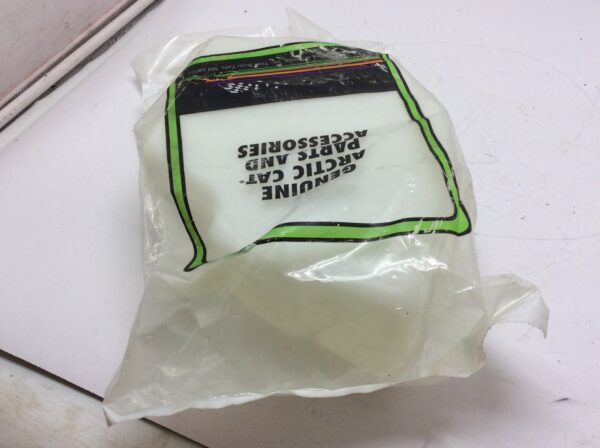 GENUINE
ARCTIC CAT
PARTS AND
ACCESSORIES